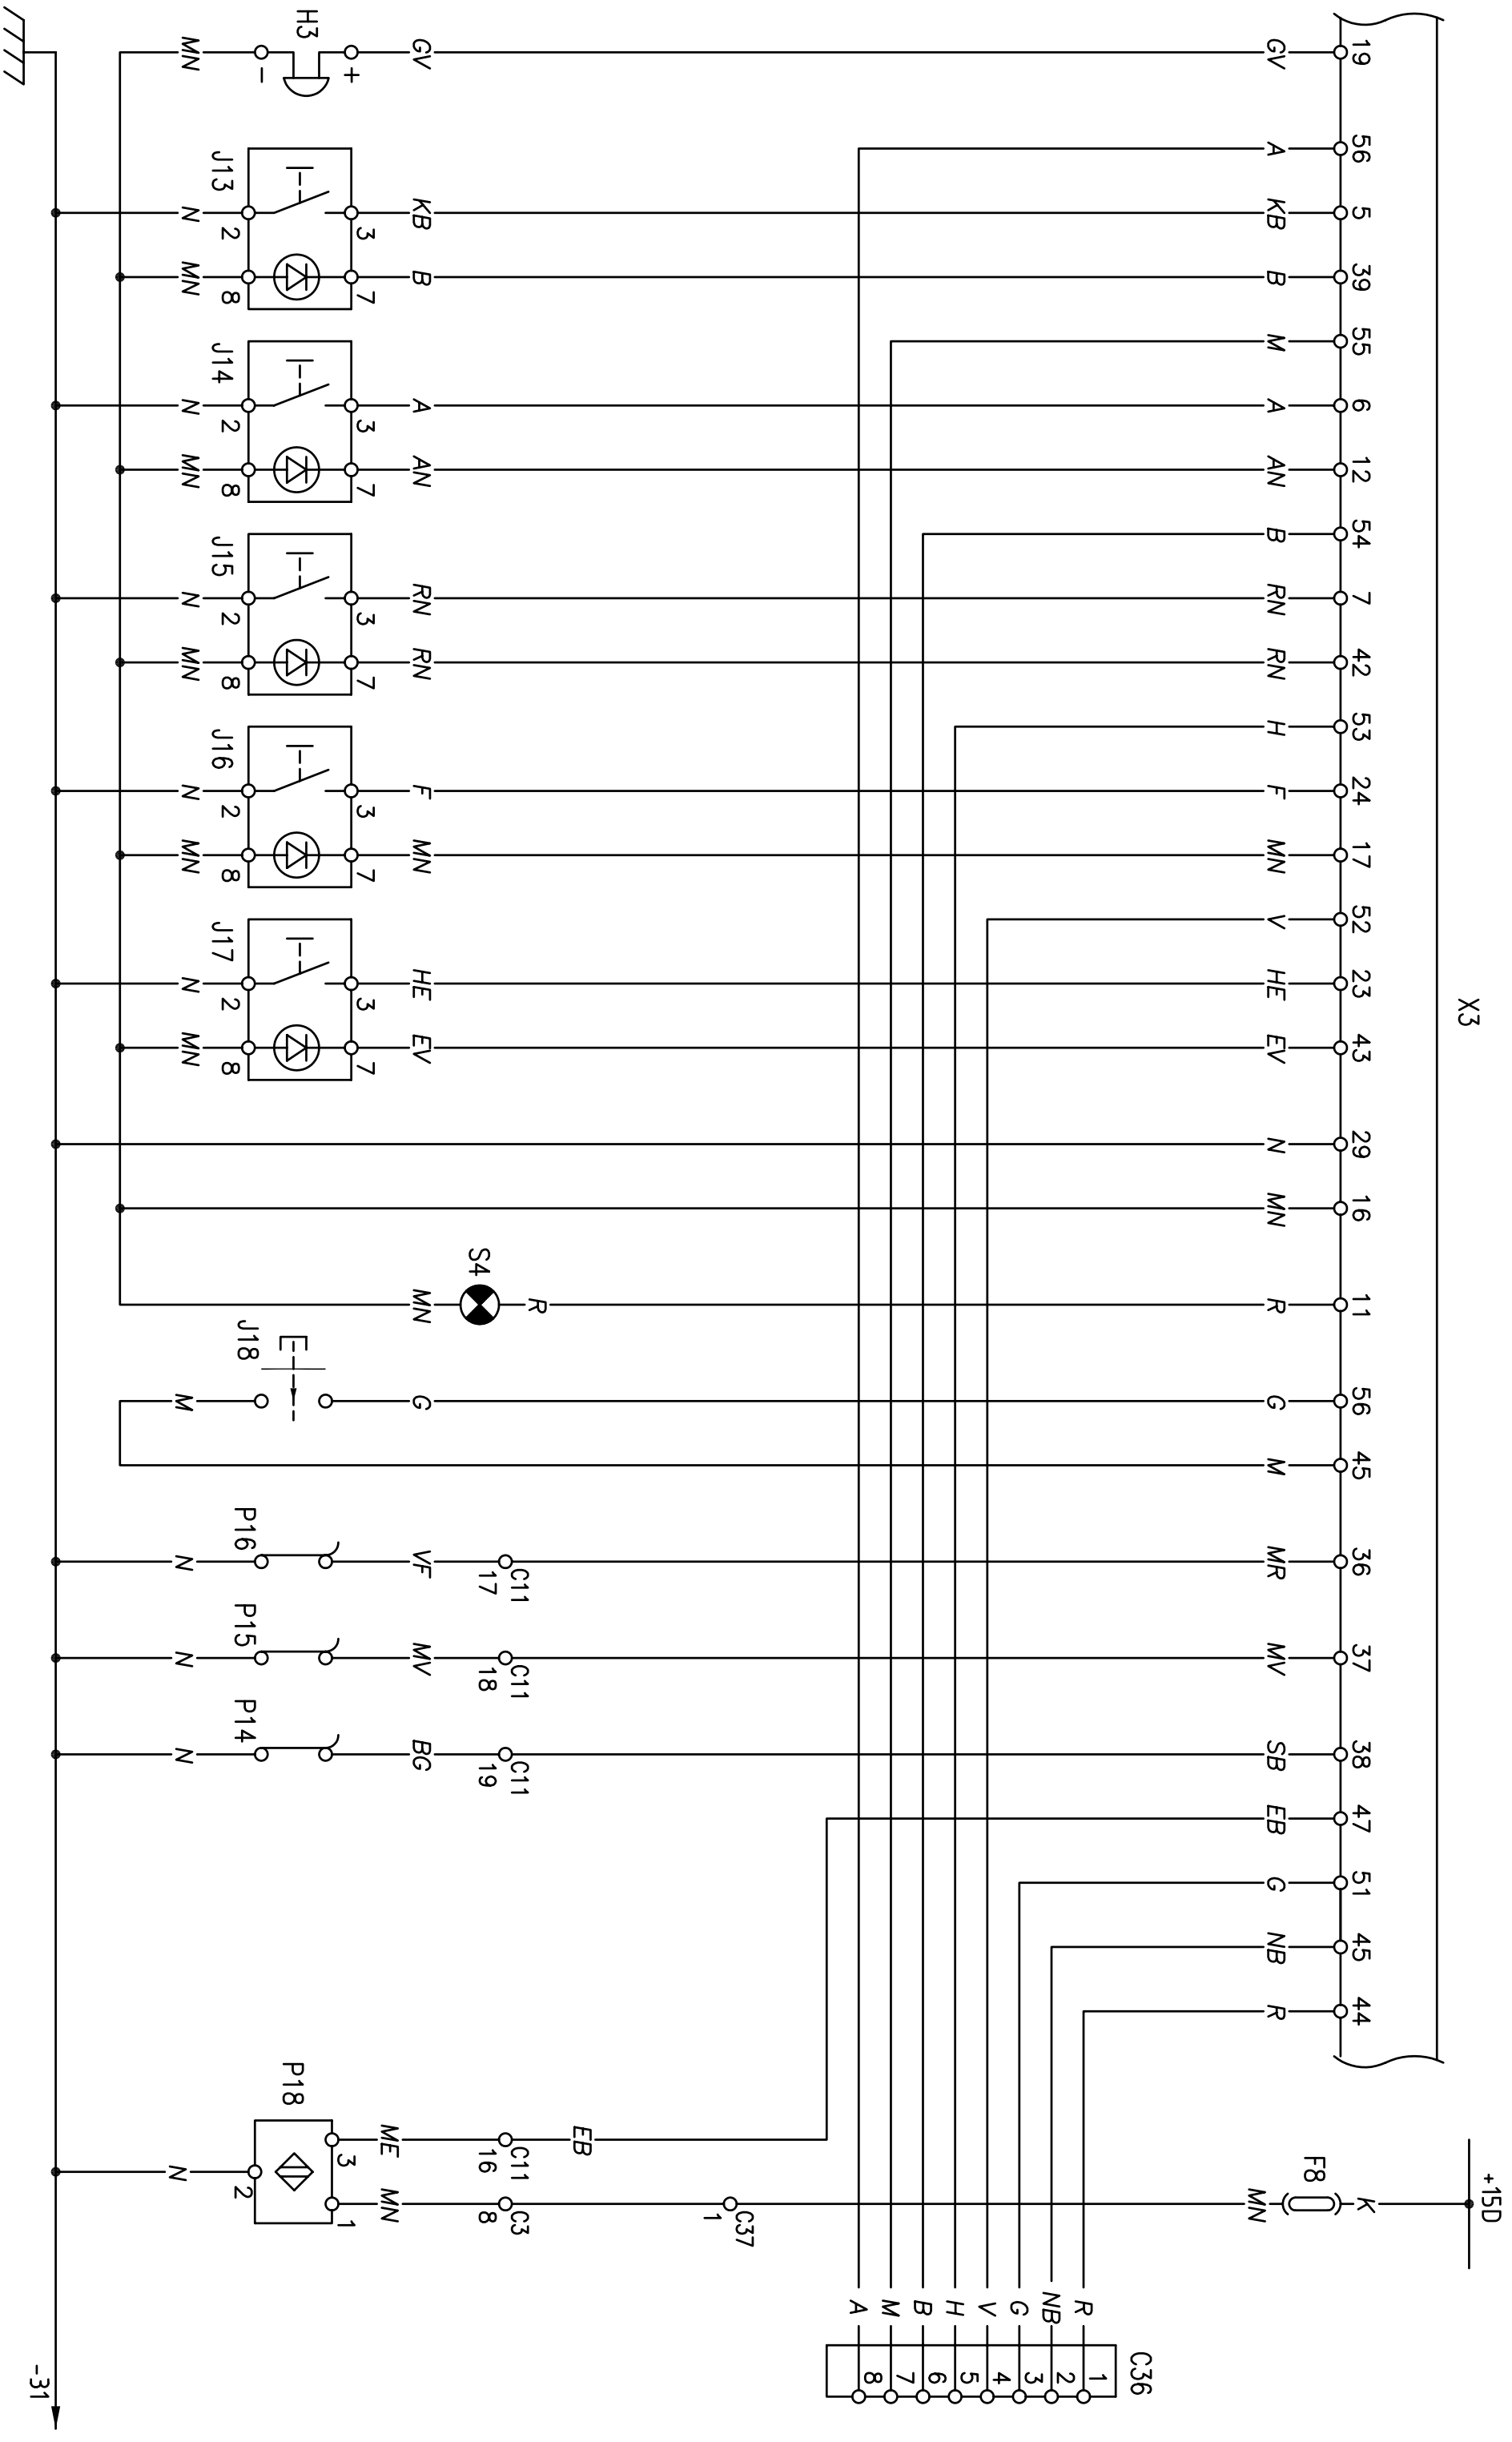 X3
19
56
5
39
55
6
12
54
7
42
53
24
17
52
23
43
29
16
11
56
45
36
37
38
47
51
45
44
+15D
GV
A
KB
B
M
A
AN
B
RN
RN
H
F
MN
V
HE
EV
N
MN
R
G
M
MR
MV
SB
EB
G
NB
R
F8
K
MN
C36
1
2
3
4
5
6
7
8
R
NB
G
V
H
B
M
A
C37
1
S4
R
MN
C11
17
C11
18
C11
19
C11
16
EB
C3
8
GV
KB
B
A
AN
RN
RN
F
MN
HE
EV
G
VF
MV
BG
ME
MN
H3
+
-
MN
J13
3
7
2
8
N
MN
J14
3
7
2
8
N
MN
J15
3
7
2
8
N
MN
J16
3
7
2
8
N
MN
J17
3
7
2
8
N
MN
J18
M
P16
N
P15
N
P14
N
P18
3
1
2
N
-31